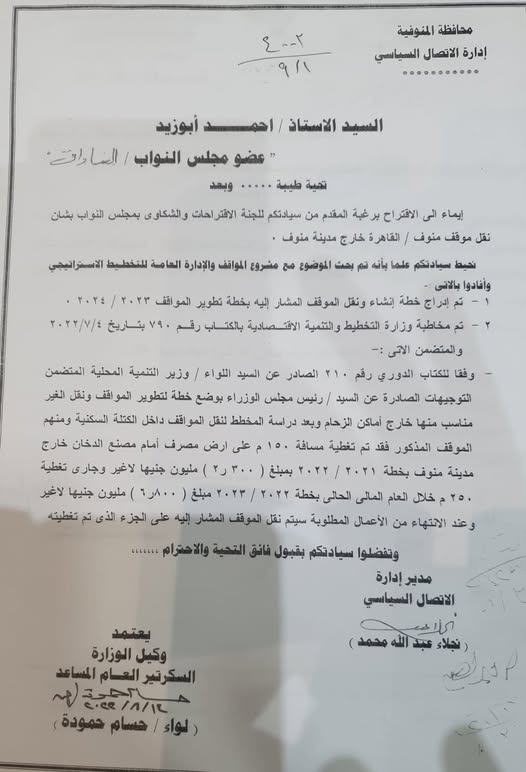 محافظة المنوفية
إدارة الاتصال السياسي
٤٠٠٢
٩/١
السيد الاستاذ / احمد أبوزيد
" عضو مجلس النواب / السادات "
تحية طيبة ٠٠٠٠٠ وبعد
إيماء الى الاقتراح برغبة المقدم من سيادتكم للجنة الاقتراحات والشكاوى بمجلس النواب بشان
نقل موقف منوف / القاهرة خارج مدينة منوف ٠
نحيط سيادتكم علما بأنه تم بحث الموضوع مع مشروع المواقف والإدارة العامة للتخطيط الاستراتيجي
وأفادوا بالاتى :-
١ - تم إدراج خطة إنشاء ونقل الموقف المشار إليه بخطة تطوير المواقف ٢٠٢٣ / ٢٠٢٤ ٠
٢ - تم مخاطبة وزارة التخطيط والتنمية الاقتصادية بالكتاب رقم ٧٩٠ بتاريخ ٢٠٢٢/٧/٤
والمتضمن الاتى :-
- وفقا للكتاب الدوري رقم ٢١٠ الصادر عن السيد اللواء / وزير التنمية المحلية المتضمن
التوجيهات الصادرة عن السيد / رئيس مجلس الوزراء بوضع خطة لتطوير المواقف ونقل الغير
مناسب منها خارج أماكن الزحام وبعد دراسة المخطط لنقل المواقف داخل الكتلة السكنية ومنهم
الموقف المذكور فقد تم تغطية مسافة ١٥٠ م على ارض مصرف أمام مصنع الدخان خارج
مدينة منوف بخطة ٢٠٢١ / ٢٠٢٢ بمبلغ ( ٣٠٠ر٢ ) مليون جنيها لاغير وجارى تغطية
٢٥٠ م خلال العام المالى الحالى بخطة ٢٠٢٢ / ٢٠٢٣ مبلغ ( ٨٠٠ر٦ ) مليون جنيها لاغير
وعند الانتهاء من الأعمال المطلوبة سيتم نقل الموقف المشار إليه على الجزء الذى تم تغطيته
وتفضلوا سيادتكم بقبول فائق التحية والاحترام ،،،،،،،
مدير إدارة
الاتصال السياسي
( نجلاء عبد الله محمد )
يعتمد
وكيل الوزارة
السكرتير العام المساعد
٢٠٢٢/٨/١٢
( لواء / حسام حمودة )